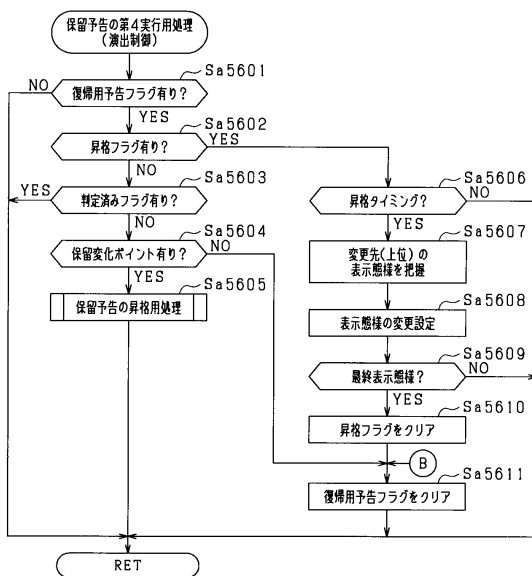 保留予告の第4実行用処理
(演出制御)
Sa5601
復帰用予告フラグ有り?
NO
YES
Sa5602
昇格フラグ有り?
YES
NO
Sa5603
判定済みフラグ有り?
YES
NO
Sa5604
保留変化ポイント有り?
NO
YES
Sa5605
保留予告の昇格用処理
Sa5606
昇格タイミング?
NO
YES
Sa5607
変更先(上位)の
表示態様を把握
Sa5608
表示態様の変更設定
Sa5609
最終表示態様?
NO
YES
Sa5610
昇格フラグをクリア
B
Sa5611
復帰用予告フラグをクリア
RET